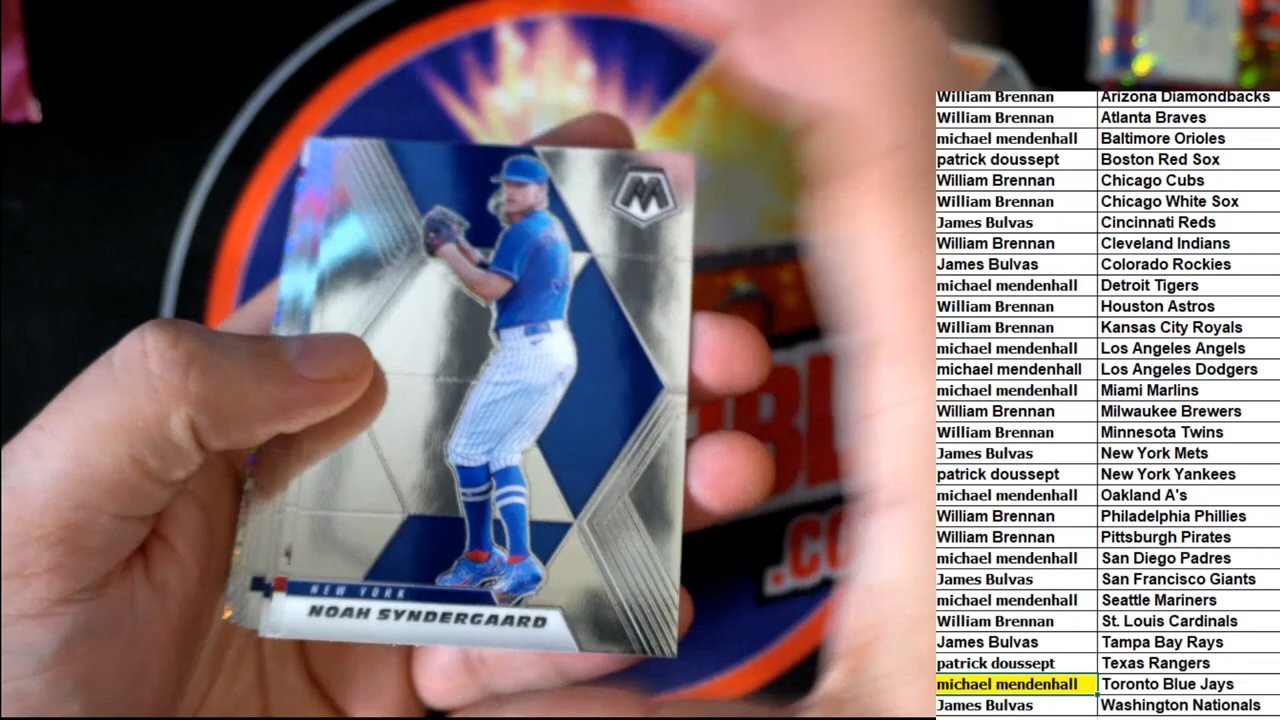 NEW YORK
NOAH SYNDERGAARD
M
.CO
William Brennan Arizona Diamondbacks
William Brennan Atlanta Braves
michael mendenhall Baltimore Orioles
patrick doussept Boston Red Sox
William Brennan Chicago Cubs
William Brennan Chicago White Sox
James Bulvas Cincinnati Reds
William Brennan Cleveland Indians
James Bulvas Colorado Rockies
michael mendenhall Detroit Tigers
William Brennan Houston Astros
William Brennan Kansas City Royals
michael mendenhall Los Angeles Angels
michael mendenhall Los Angeles Dodgers
michael mendenhall Miami Marlins
William Brennan Milwaukee Brewers
William Brennan Minnesota Twins
James Bulvas New York Mets
patrick doussept New York Yankees
michael mendenhall Oakland A's
William Brennan Philadelphia Phillies
William Brennan Pittsburgh Pirates
michael mendenhall San Diego Padres
James Bulvas San Francisco Giants
michael mendenhall Seattle Mariners
William Brennan St. Louis Cardinals
James Bulvas Tampa Bay Rays
patrick doussept Texas Rangers
michael mendenhall Toronto Blue Jays
James Bulvas Washington Nationals